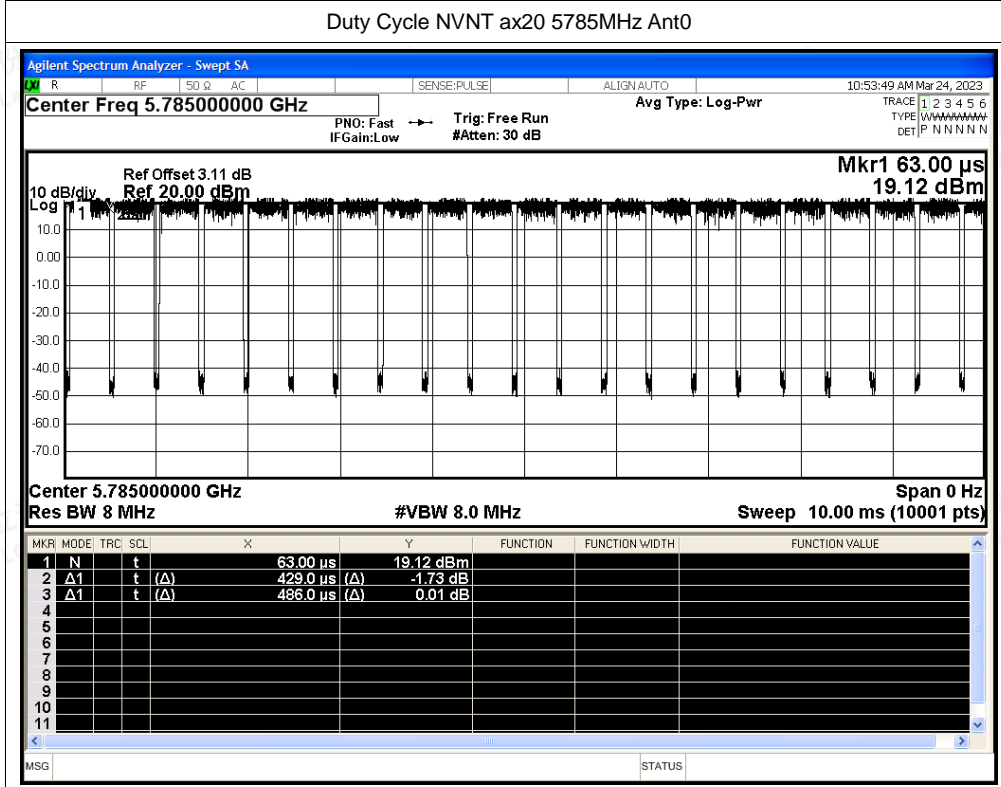 Duty Cycle NVNT ax20 5785MHz Ant0
Agilent Spectrum Analyzer - Swept SA
LXI R RF 50 Ω AC SENSE:PULSE ALIGN AUTO 10:53:49 AM Mar 24, 2023
Center Freq 5.785000000 GHz Avg Type: Log-Pwr TRACE 1 2 3 4 5 6
PNO: Fast Trig: Free Run TYPE
IFGain:Low #Atten: 30 dB DET P N N N N N
Mkr1 63.00 µs
Ref Offset 3.11 dB
10 dB/div Ref 20.00 dBm 19.12 dBm
Log
1
10.0
0.00
-10.0
-20.0
-30.0
-40.0
-50.0
-60.0
-70.0
Center 5.785000000 GHz Span 0 Hz
Res BW 8 MHz #VBW 8.0 MHz Sweep 10.00 ms (10001 pts)
MKR MODE TRC SCL X Y FUNCTION FUNCTION WIDTH FUNCTION VALUE
1 N t 63.00 µs 19.12 dBm
2 Δ1 t (Δ) 429.0 µs (Δ) -1.73 dB
3 Δ1 t (Δ) 486.0 µs (Δ) 0.01 dB
4
5
6
7
8
9
10
11
MSG STATUS